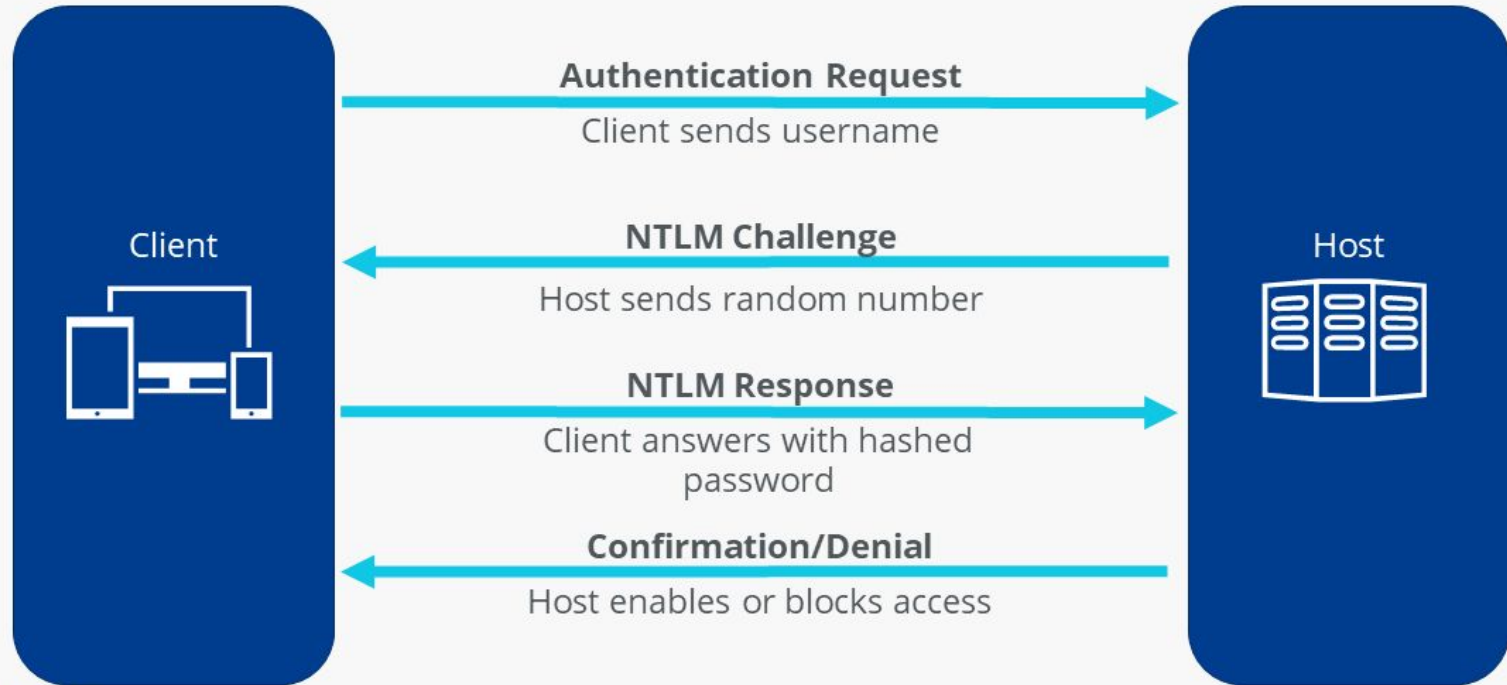 Authentication Request
Client sends username
Client
NTLM Challenge
Host
Host sends random number
NTLM Response
Client answers with hashed
password
Confirmation/Denial
Host enables or blocks access